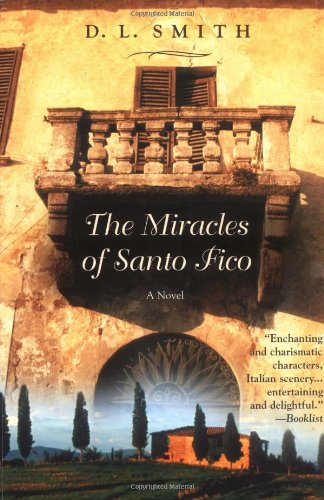 D. L. SMITH
The Miracles
of Santo Fico
A Novel
“Enchanting
and charismatic
characters,
Italian scenery...
entertaining
and delightful.”
—Booklist